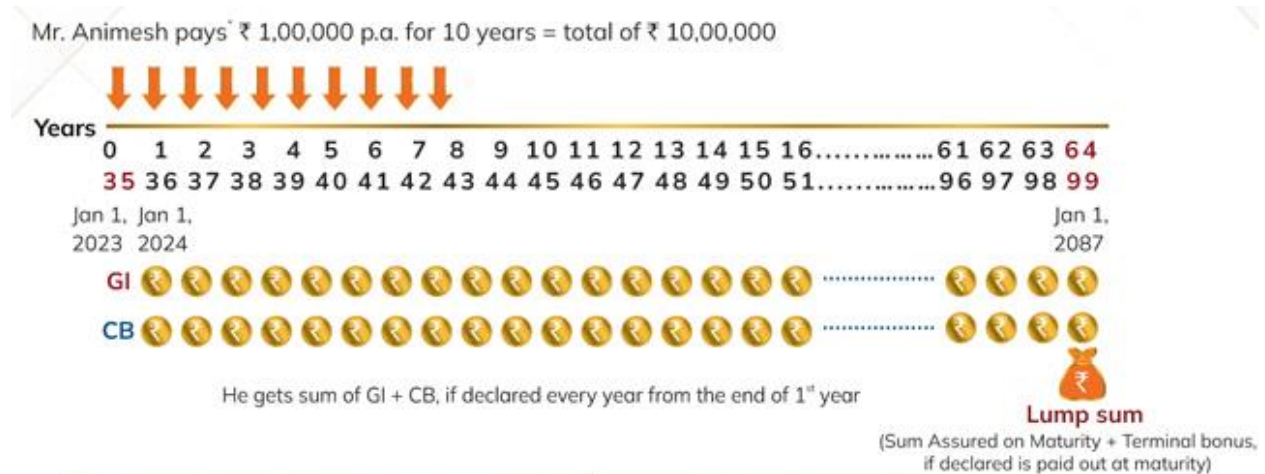 Mr. Animesh pays* ₹ 1,00,000 p.a. for 10 years = total of ₹ 10,00,000
Years
0 1 2 3 4 5 6 7 8 9 10 11 12 13 14 15 16................61 62 63 64
35 36 37 38 39 40 41 42 43 44 45 46 47 48 49 50 51................96 97 98 99
Jan 1, Jan 1, Jan 1,
2023 2024 2087
GI ₹ ₹ ₹ ₹ ₹ ₹ ₹ ₹ ₹ ₹ ₹ ₹ ₹ ₹ ₹ ₹ ₹ .................. ₹ ₹ ₹ ₹
CB ₹ ₹ ₹ ₹ ₹ ₹ ₹ ₹ ₹ ₹ ₹ ₹ ₹ ₹ ₹ ₹ ₹ .................. ₹ ₹ ₹ ₹
₹
He gets sum of GI + CB, if declared every year from the end of 1st year
Lump sum
(Sum Assured on Maturity + Terminal bonus,
if declared is paid out at maturity)